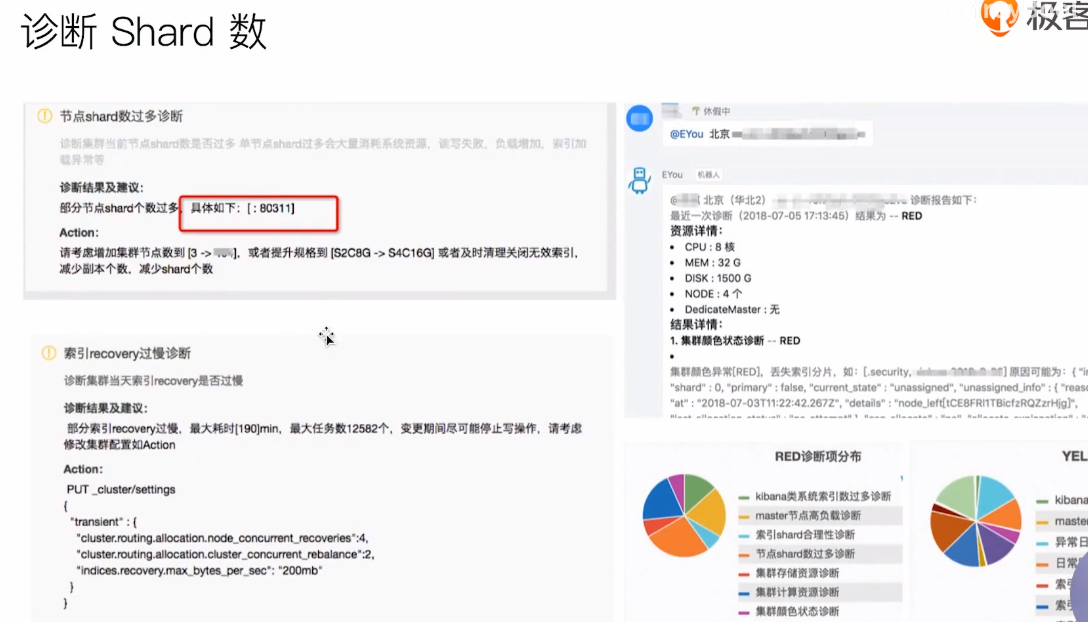 诊断 Shard 数
极客
节点shard数过多诊断
诊断集群当前节点shard数是否过多 单节点shard过多会大量消耗系统资源，读写失败，负载增加，索引加
载异常等
诊断结果及建议：
部分节点shard个数过多，具体如下：[ : 80311]
Action：
请考虑增加集群节点数到 [3 -> ]，或者提升规格到 [S2C8G -> S4C16G] 或者及时清理关闭无效索引，
减少副本个数，减少shard个数
索引recovery过慢诊断
诊断集群当天索引recovery是否过慢
诊断结果及建议：
部分索引recovery过慢，最大耗时[190]min，最大任务数12582个，变更期间尽可能停止写操作，请考虑
修改集群配置如Action
Action：
PUT _cluster/settings
{
"transient" : {
"cluster.routing.allocation.node_concurrent_recoveries":4,
"cluster.routing.allocation.cluster_concurrent_rebalance":2,
"indices.recovery.max_bytes_per_sec": "200mb"
}
}
休假中
@EYou 北京
EYou 机器人
@ 北京（华北2） 诊断报告如下：
最近一次诊断（2018-07-05 17:13:45）结果为 -- RED
资源详情：
• CPU : 8 核
• MEM : 32 G
• DISK : 1500 G
• NODE : 4 个
• DedicateMaster : 无
结果详情：
1. 集群颜色状态诊断 -- RED
•
集群颜色异常[RED]，丢失索引分片，如：[.security, ] 原因可能为：{ "in
"shard" : 0, "primary" : false, "current_state" : "unassigned", "unassigned_info" : { "reaso
"at" : "2018-07-03T11:22:42.267Z", "details" : "node_left[tCE8FRl1TBicfzRQZzrHjg]",
RED诊断项分布
kibana类系统索引数过多诊断
master节点高负载诊断
索引shard合理性诊断
节点shard数过多诊断
集群存储资源诊断
集群计算资源诊断
集群颜色状态诊断
YEL
kibana
master
异常日
日常
索引
索引